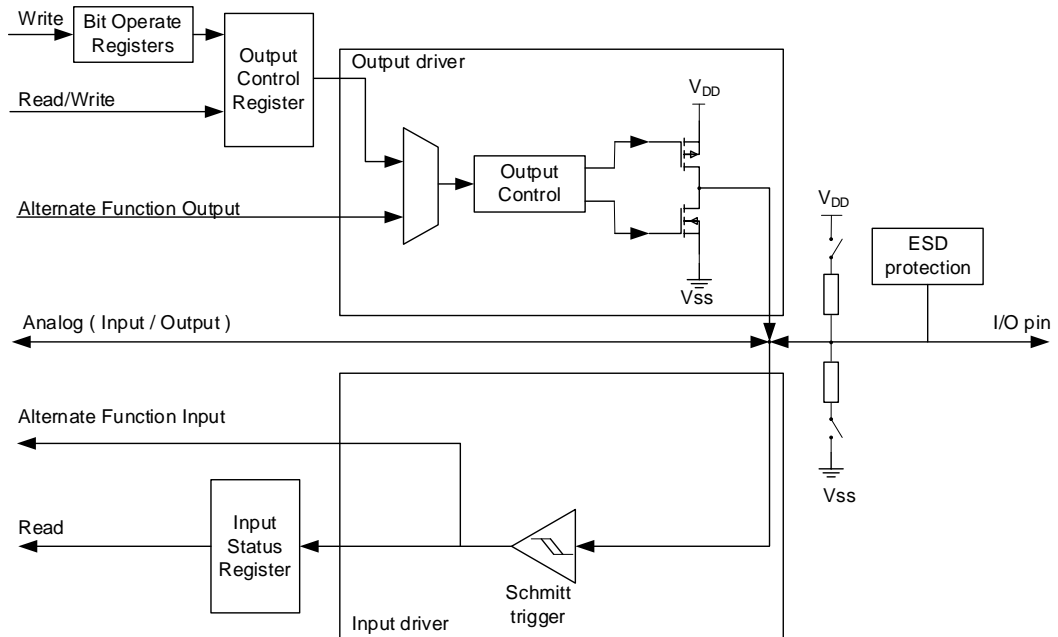 Write
Bit Operate
Registers
Output
Control
Register
Read/Write
Output driver
VDD
Output
Control
Alternate Function Output
Vss
VDD
ESD
protection
Analog ( Input / Output )
I/O pin
Alternate Function Input
Vss
Read
Input
Status
Register
Schmitt
trigger
Input driver